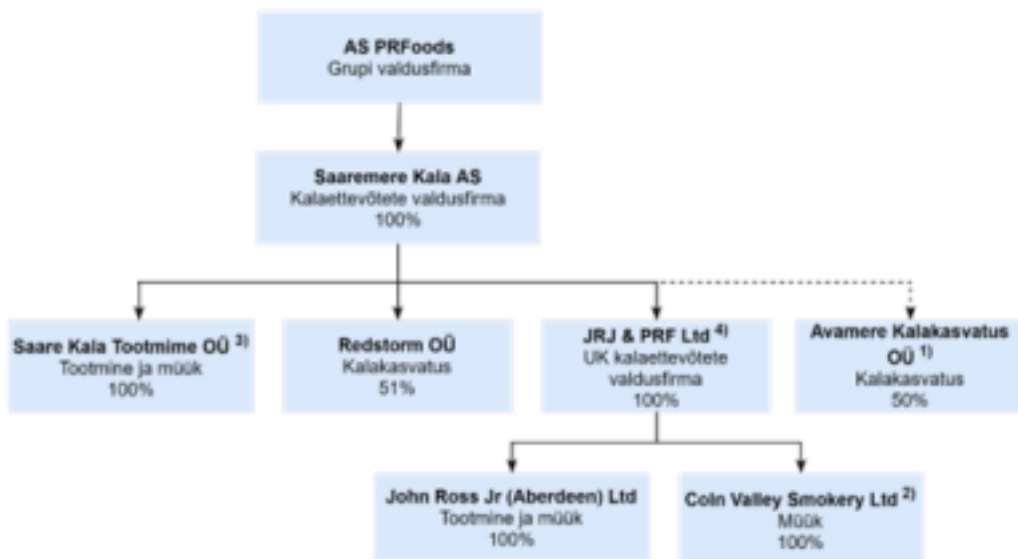 AS PRFoods
Grupi valdusfirma
Saaremere Kala AS
Kalaettevõtete valdusfirma
100%
Saare Kala Tootmime OÜ 3)
Tootmine ja müük
100%
Redstorm OÜ
Kalakasvatus
51%
JRJ & PRF Ltd 4)
UK kalaettevõtete
valdusfirma
100%
Avamere Kalakasvatus
OÜ 1)
Kalakasvatus
50%
John Ross Jr (Aberdeen) Ltd
Tootmine ja müük
100%
Coln Valley Smokery Ltd 2)
Müük
100%